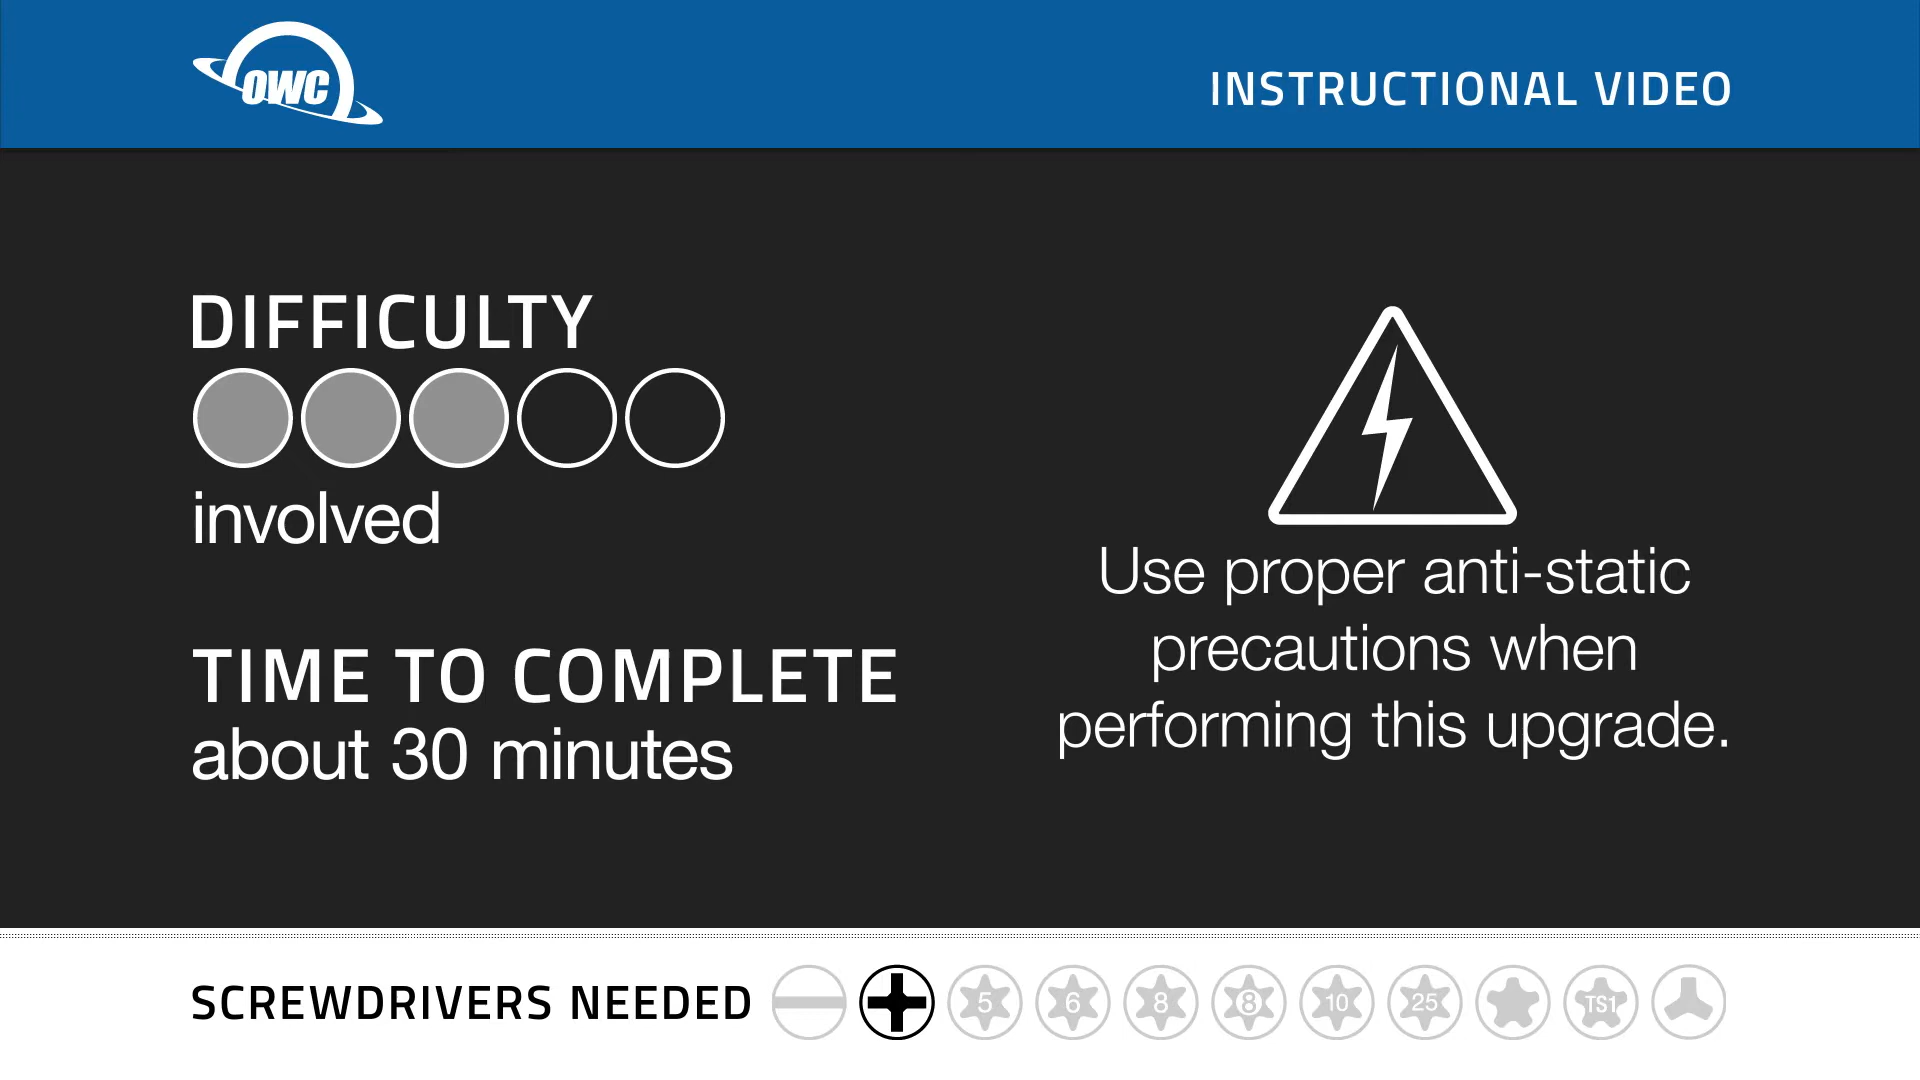 OWC
INSTRUCTIONAL VIDEO
DIFFICULTY
involved
TIME TO COMPLETE
about 30 minutes
Use proper anti-static
precautions when
performing this upgrade.
SCREWDRIVERS NEEDED 5 6 8 8 10 25 TS1